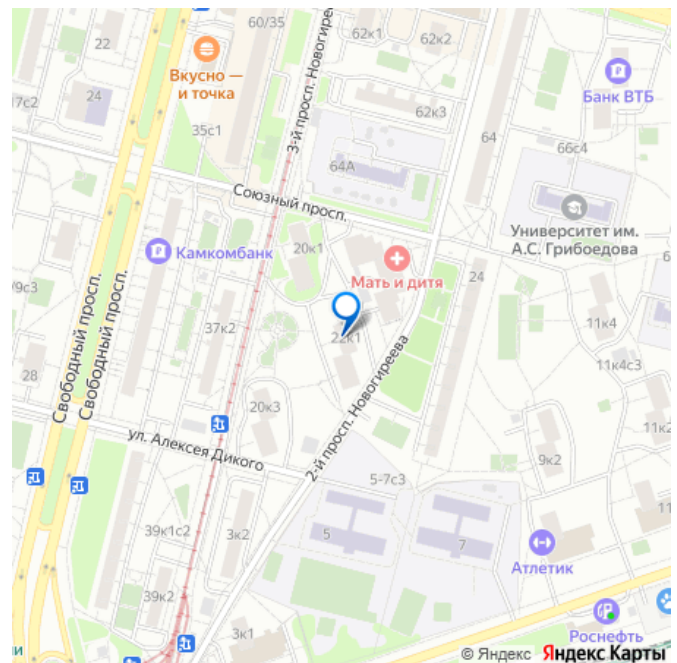 60/35
62к1
62к2
22
Вкусно —
и точка
Банк ВТБ
7с2
24
62к3
3-й просп. Новогирее
35с1
64
66с4
64А
Союзный просп.
Университет им.
А.С. Грибоедова
20к1
Камкомбанк
Мать и дитя
24
9с3
Свободный просп.
Свободный просп.
37к2
22к1
11к4
11к4с3
28
2-й просп. Новогиреева
20к3
11к2
ул. Алексея Дикого
9к2
5-7с3
39к1с2
3к2
5
7
11
Атлетик
39к2
3к1
ии
Роснефть
© Яндекс Яндекс Карты